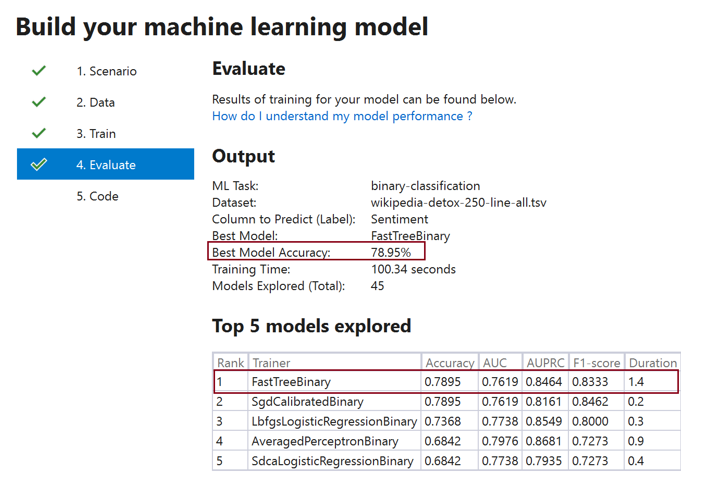 Build your machine learning model
1. Scenario
2. Data
3. Train
4. Evaluate
5. Code
Evaluate
Results of training for your model can be found below.
How do I understand my model performance ?
Output
ML Task: binary-classification
Dataset: wikipedia-detox-250-line-all.tsv
Column to Predict (Label): Sentiment
Best Model: FastTreeBinary
Best Model Accuracy: 78.95%
Training Time: 100.34 seconds
Models Explored (Total): 45
Top 5 models explored
Rank Trainer Accuracy AUC AUPRC F1-score Duration
1 FastTreeBinary 0.7895 0.7619 0.8464 0.8333 1.4
2 SgdCalibratedBinary 0.7895 0.7619 0.8161 0.8462 0.2
3 LbfgsLogisticRegressionBinary 0.7368 0.7738 0.8549 0.8000 0.3
4 AveragedPerceptronBinary 0.6842 0.7976 0.8681 0.7273 0.9
5 SdcaLogisticRegressionBinary 0.6842 0.7738 0.7935 0.7273 0.4